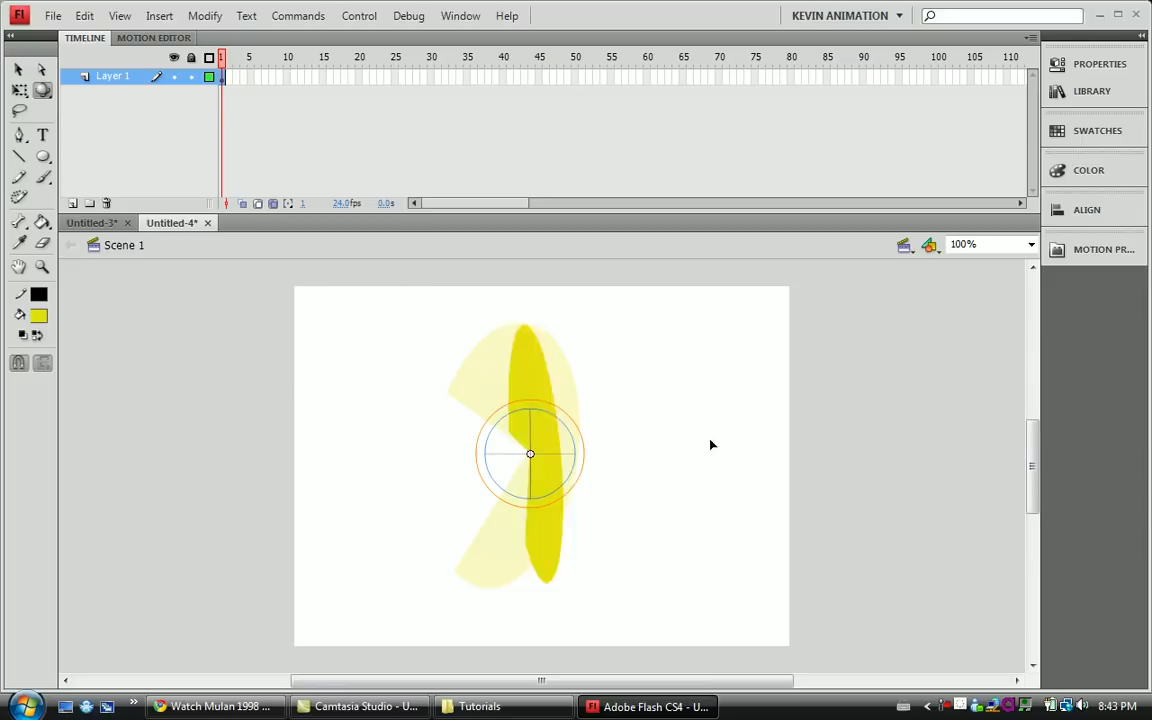 Fl File Edit View Insert Modify Text Commands Control Debug Window Help KEVIN ANIMATION
TIMELINE MOTION EDITOR
1 5 10 15 20 25 30 35 40 45 50 55 60 65 70 75 80 85 90 95 100 105 110
Layer 1
1 24.0fps 0.0s
Untitled-3* × Untitled-4* ×
Scene 1 100%
T
PROPERTIES
LIBRARY
SWATCHES
COLOR
ALIGN
MOTION PR...
Watch Mulan 1998 ... Camtasia Studio - U... Tutorials Fl Adobe Flash CS4 - U... 8:43 PM